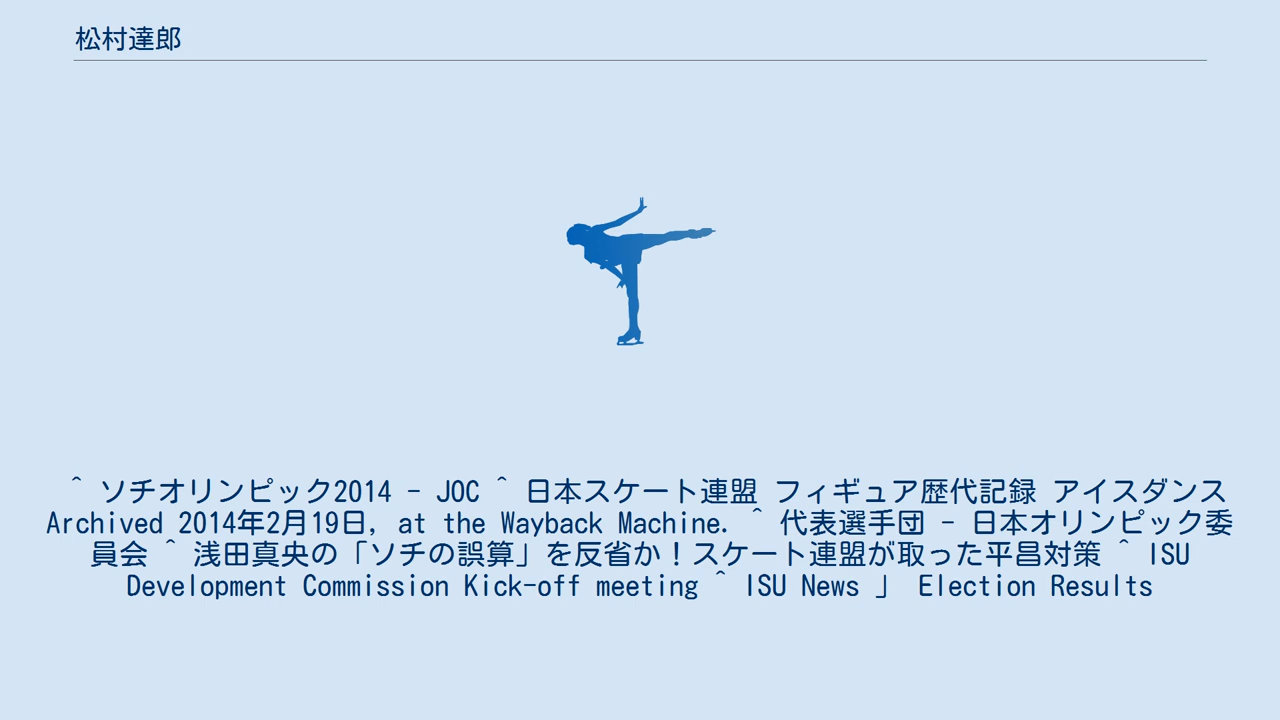 松村達郎
^ ソチオリンピック2014 - JOC ^ 日本スケート連盟 フィギュア歴代記録 アイスダンス
Archived 2014年2月19日, at the Wayback Machine. ^ 代表選手団 - 日本オリンピック委
員会 ^ 浅田真央の「ソチの誤算」を反省か！スケート連盟が取った平昌対策 ^ ISU
Development Commission Kick-off meeting ^ ISU News 」 Election Results